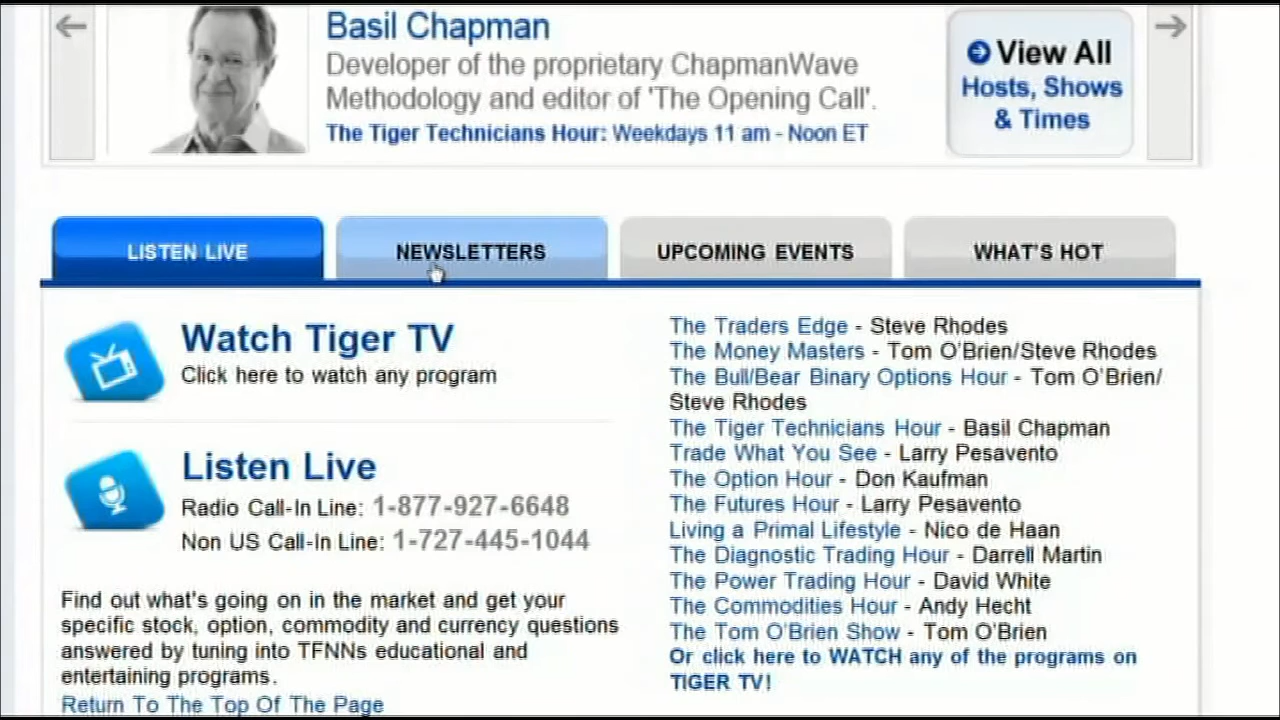 Basil Chapman
Developer of the proprietary ChapmanWave
Methodology and editor of 'The Opening Call'.
The Tiger Technicians Hour: Weekdays 11 am - Noon ET
View All
Hosts, Shows
& Times
LISTEN LIVE
NEWSLETTERS
UPCOMING EVENTS
WHAT'S HOT
Watch Tiger TV
Click here to watch any program
Listen Live
Radio Call-In Line: 1-877-927-6648
Non US Call-In Line: 1-727-445-1044
Find out what's going on in the market and get your
specific stock, option, commodity and currency questions
answered by tuning into TFNNs educational and
entertaining programs.
Return To The Top Of The Page
The Traders Edge - Steve Rhodes
The Money Masters - Tom O'Brien/Steve Rhodes
The Bull/Bear Binary Options Hour - Tom O'Brien/
Steve Rhodes
The Tiger Technicians Hour - Basil Chapman
Trade What You See - Larry Pesavento
The Option Hour - Don Kaufman
The Futures Hour - Larry Pesavento
Living a Primal Lifestyle - Nico de Haan
The Diagnostic Trading Hour - Darrell Martin
The Power Trading Hour - David White
The Commodities Hour - Andy Hecht
The Tom O'Brien Show - Tom O'Brien
Or click here to WATCH any of the programs on
TIGER TV!